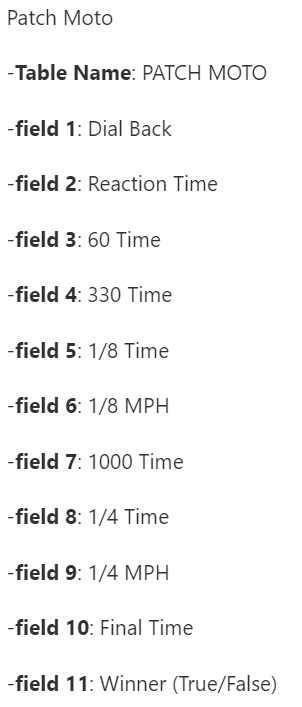 Patch Moto
-Table Name: PATCH MOTO
-field 1: Dial Back
-field 2: Reaction Time
-field 3: 60 Time
-field 4: 330 Time
-field 5: 1/8 Time
-field 6: 1/8 MPH
-field 7: 1000 Time
-field 8: 1/4 Time
-field 9: 1/4 MPH
-field 10: Final Time
-field 11: Winner (True/False)